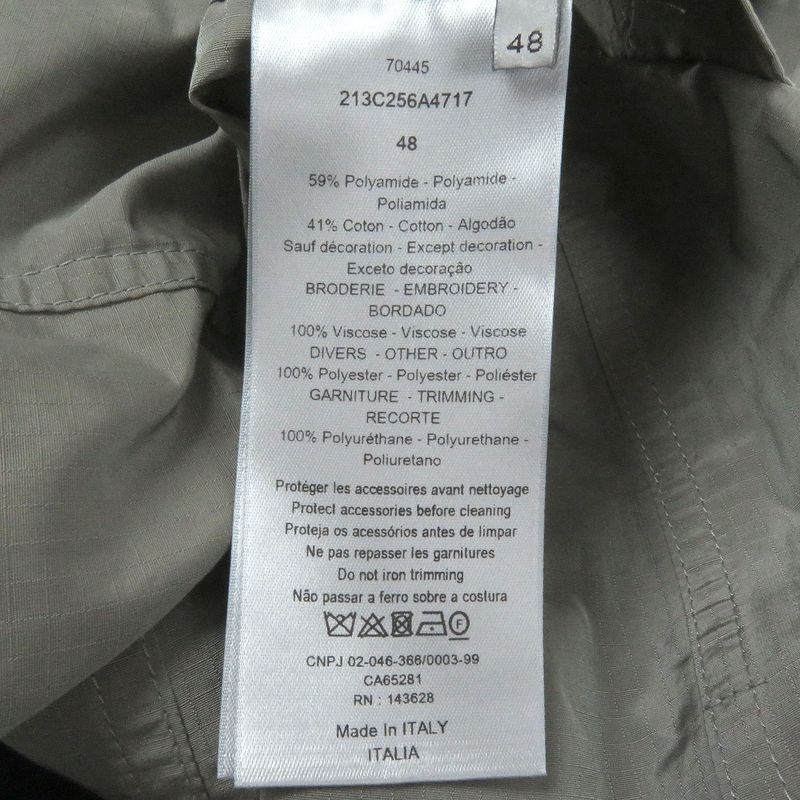 48
70445
213C256A4717
48
59% Polyamide - Polyamide -
Poliamida
41% Coton - Cotton - Algodão
Sauf décoration - Except decoration -
Exceto decoração
BRODERIE - EMBROIDERY -
BORDADO
100% Viscose - Viscose - Viscose
DIVERS - OTHER - OUTRO
100% Polyester - Polyester - Poliéster
GARNITURE - TRIMMING -
RECORTE
100% Polyuréthane - Polyurethane -
Poliuretano
Protéger les accessoires avant nettoyage
Protect accessories before cleaning
Proteja os acessórios antes de limpar
Ne pas repasser les garnitures
Do not iron trimming
Não passar a ferro sobre a costura
F
CNPJ 02-046-366/0003-99
CA65281
RN : 143628
Made in ITALY
ITALIA